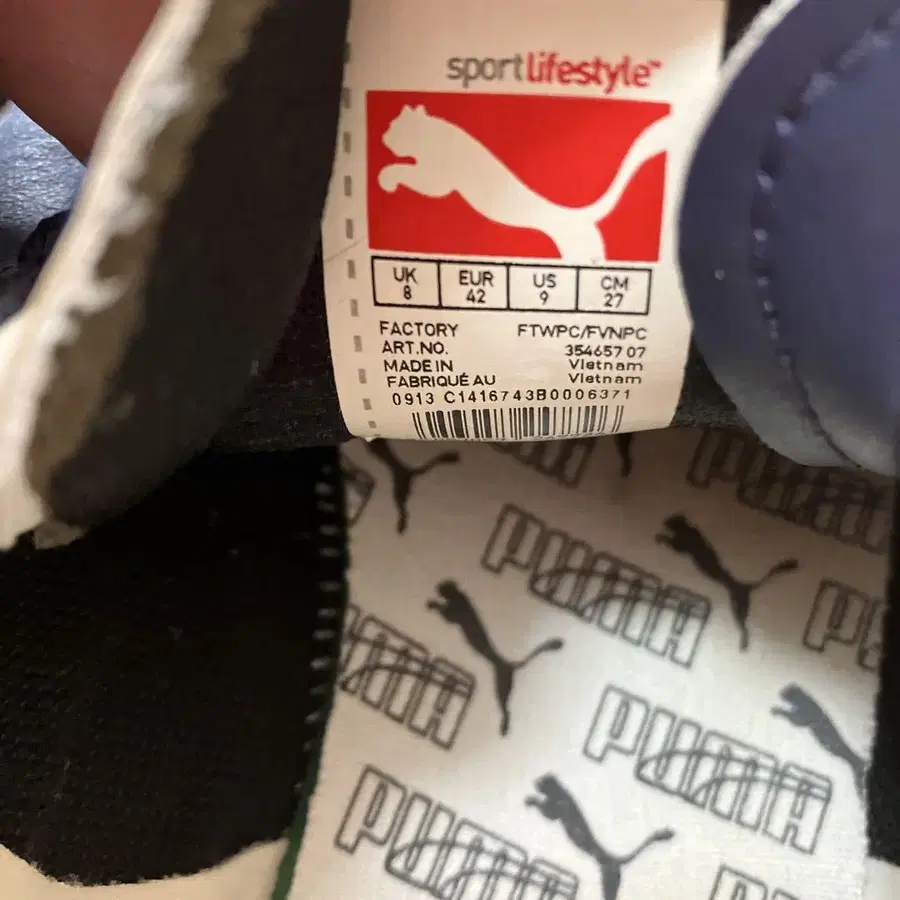 sportlifestyle™
UK EUR US CM
8 42 9 27
FACTORY FTWPC/FVNPC
ART.NO. 354657 07
MADE IN Vietnam
FABRIQUÉ AU Vietnam
0913 C1416743B0006371
PUMA
PUMA
PUMA
PUMA